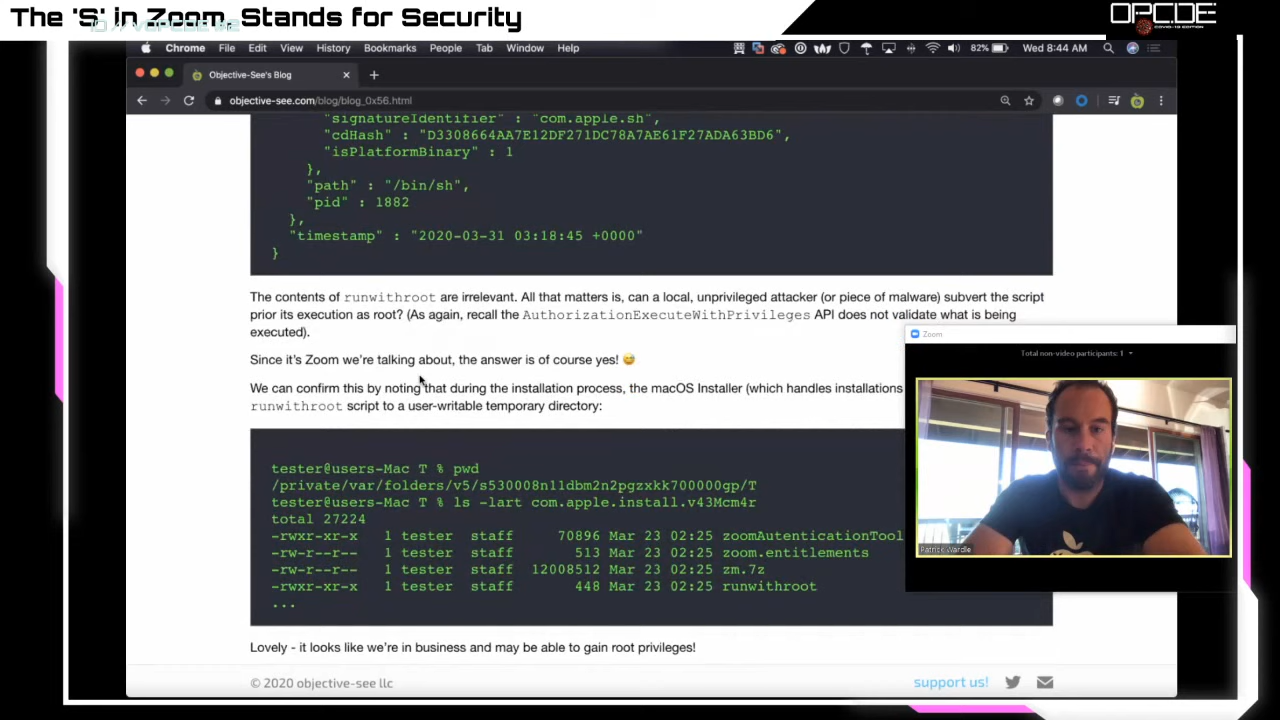 The 'S' in Zoom, Stands for Security
OPCDE
Chrome File Edit View History Bookmarks People Tab Window Help
82% Wed 8:44 AM
Objective-See's Blog
objective-see.com/blog/blog_0x56.html
"signatureIdentifier" : "com.apple.sh",
"cdHash" : "D3308664AA7E12DF271DC78A7AE61F27ADA63BD6",
"isPlatformBinary" : 1
},
"path" : "/bin/sh",
"pid" : 1882
},
"timestamp" : "2020-03-31 03:18:45 +0000"
}
The contents of runwithroot are irrelevant. All that matters is, can a local, unprivileged attacker (or piece of malware) subvert the script
prior its execution as root? (As again, recall the AuthorizationExecuteWithPrivileges API does not validate what is being
executed).
Since it's Zoom we're talking about, the answer is of course yes! 😅
We can confirm this by noting that during the installation process, the macOS Installer (which handles installations
runwithroot script to a user-writable temporary directory:
tester@users-Mac T % pwd
/private/var/folders/v5/s530008n11dbm2n2pgzxkk700000gp/T
tester@users-Mac T % ls -lart com.apple.install.v43Mcm4r
total 27224
-rwxr-xr-x 1 tester staff 70896 Mar 23 02:25 zoomAutenticationTool
-rw-r--r-- 1 tester staff 513 Mar 23 02:25 zoom.entitlements
-rw-r--r-- 1 tester staff 12008512 Mar 23 02:25 zm.7z
-rwxr-xr-x 1 tester staff 448 Mar 23 02:25 runwithroot
...
Lovely - it looks like we're in business and may be able to gain root privileges!
© 2020 objective-see llc
support us!
Zoom
Total non-video participants: 1
Patrick Wardle